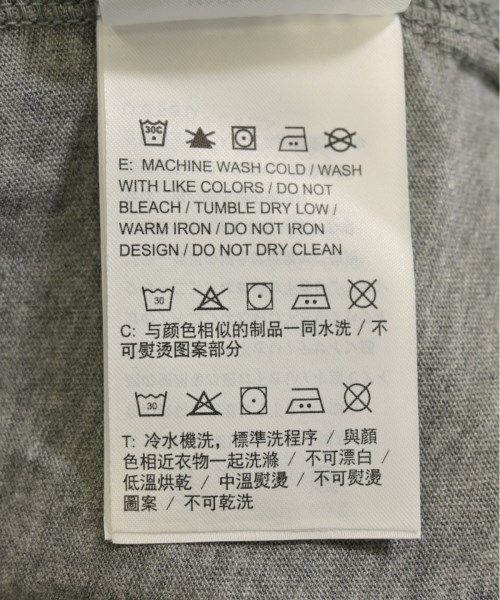 30C
E: MACHINE WASH COLD / WASH
WITH LIKE COLORS / DO NOT
BLEACH / TUMBLE DRY LOW /
WARM IRON / DO NOT IRON
DESIGN / DO NOT DRY CLEAN
30
C: 与颜色相似的制品一同水洗 / 不
可熨烫图案部分
30
T: 冷水機洗，標準洗程序 / 與顏
色相近衣物一起洗滌 / 不可漂白 /
低溫烘乾 / 中溫熨燙 / 不可熨燙
圖案 / 不可乾洗